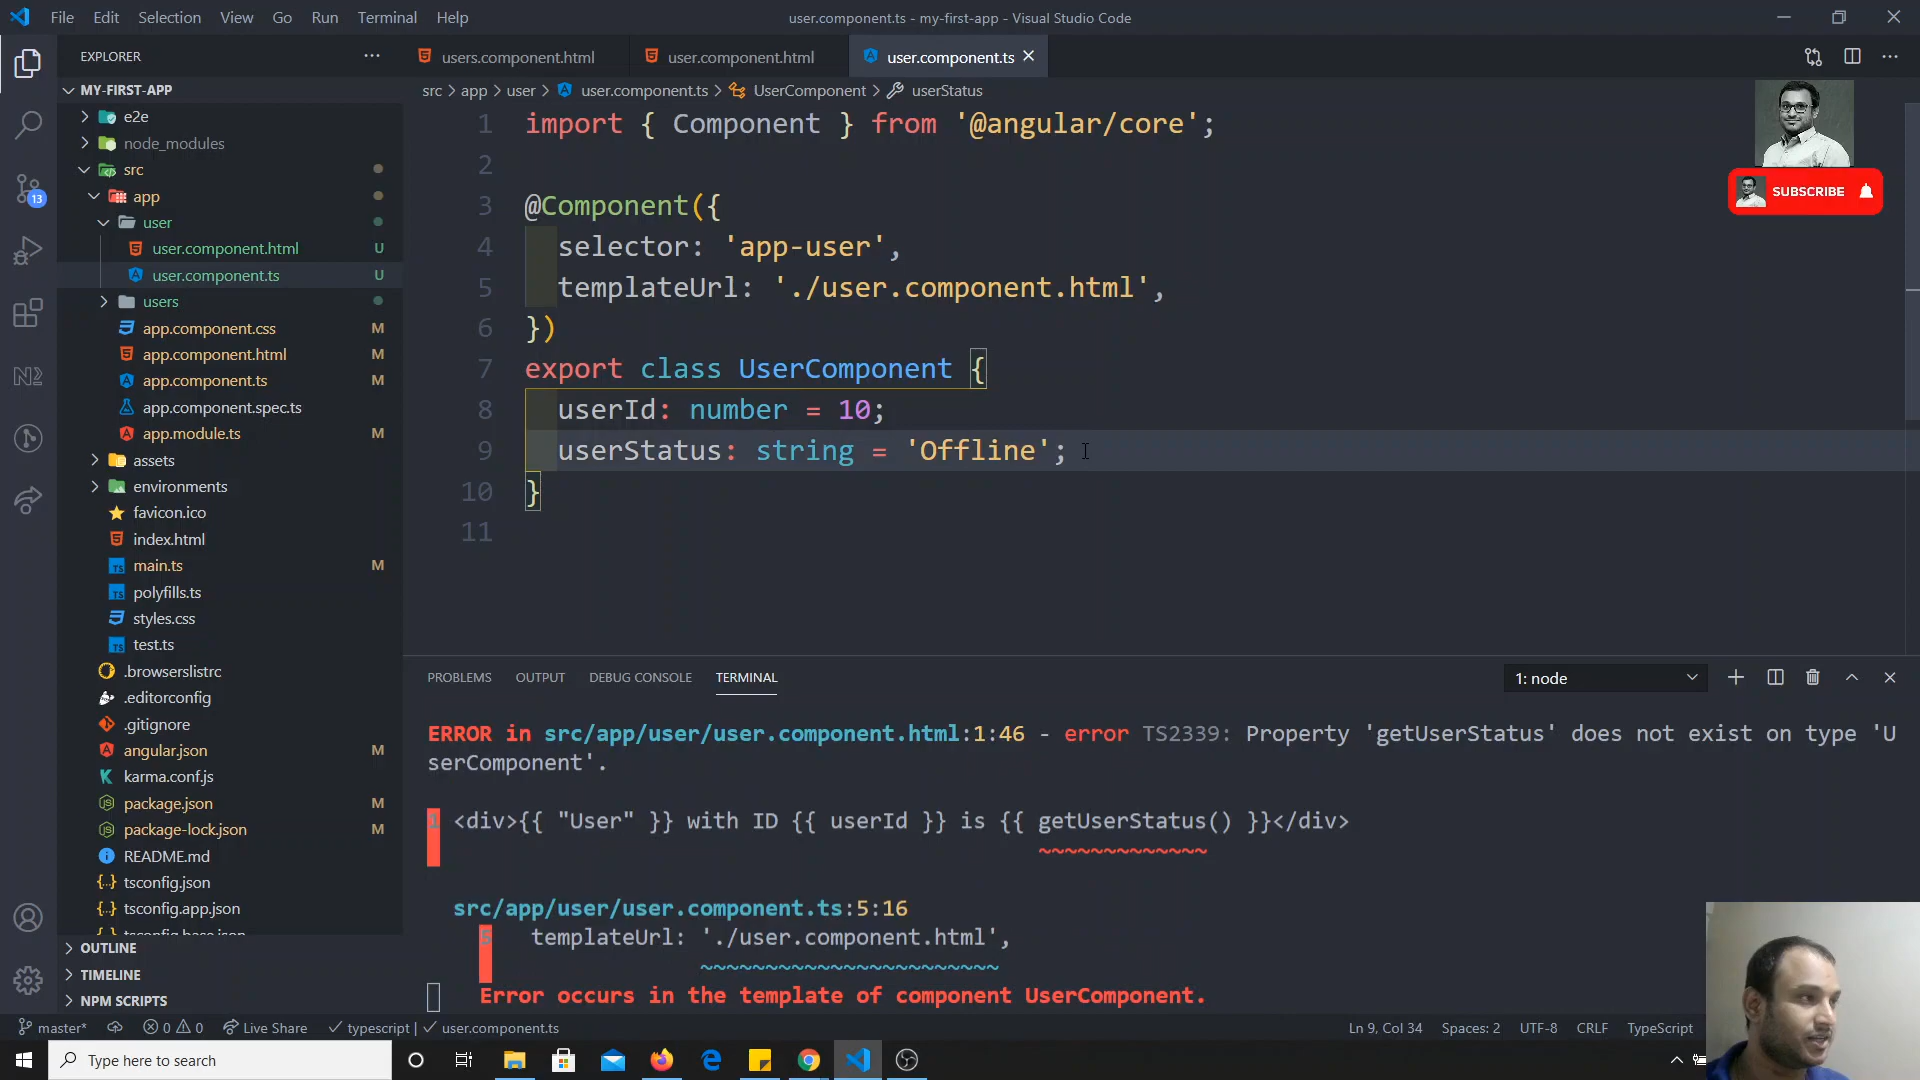 File Edit Selection View Go Run Terminal Help
user.component.ts - my-first-app - Visual Studio Code
EXPLORER
users.component.html
user.component.html
user.component.ts
MY-FIRST-APP
src > app > user > user.component.ts > UserComponent > userStatus
e2e
node_modules
src
app
user
user.component.html U
user.component.ts U
users
app.component.css M
app.component.html M
app.component.ts M
app.component.spec.ts
app.module.ts M
assets
environments
favicon.ico
index.html
main.ts M
polyfills.ts
styles.css
test.ts
.browserslistrc
.editorconfig
.gitignore
angular.json M
karma.conf.js
package.json M
package-lock.json M
README.md
tsconfig.json
tsconfig.app.json
tsconfig.base.json
OUTLINE
TIMELINE
NPM SCRIPTS
13
1 import { Component } from '@angular/core';
2
3 @Component({
4 selector: 'app-user',
5 templateUrl: './user.component.html',
6 })
7 export class UserComponent {
8 userId: number = 10;
9 userStatus: string = 'Offline';
10 }
11
SUBSCRIBE
PROBLEMS OUTPUT DEBUG CONSOLE TERMINAL
1: node
ERROR in src/app/user/user.component.html:1:46 - error TS2339: Property 'getUserStatus' does not exist on type 'U
serComponent'.
1 <div>{{ "User" }} with ID {{ userId }} is {{ getUserStatus() }}</div>
~~~~~~~~~~~~~
src/app/user/user.component.ts:5:16
5 templateUrl: './user.component.html',
~~~~~~~~~~~~~~~~~~~~~~~
Error occurs in the template of component UserComponent.
master* 0 0 Live Share typescript | user.component.ts
Ln 9, Col 34 Spaces: 2 UTF-8 CRLF TypeScript
Type here to search